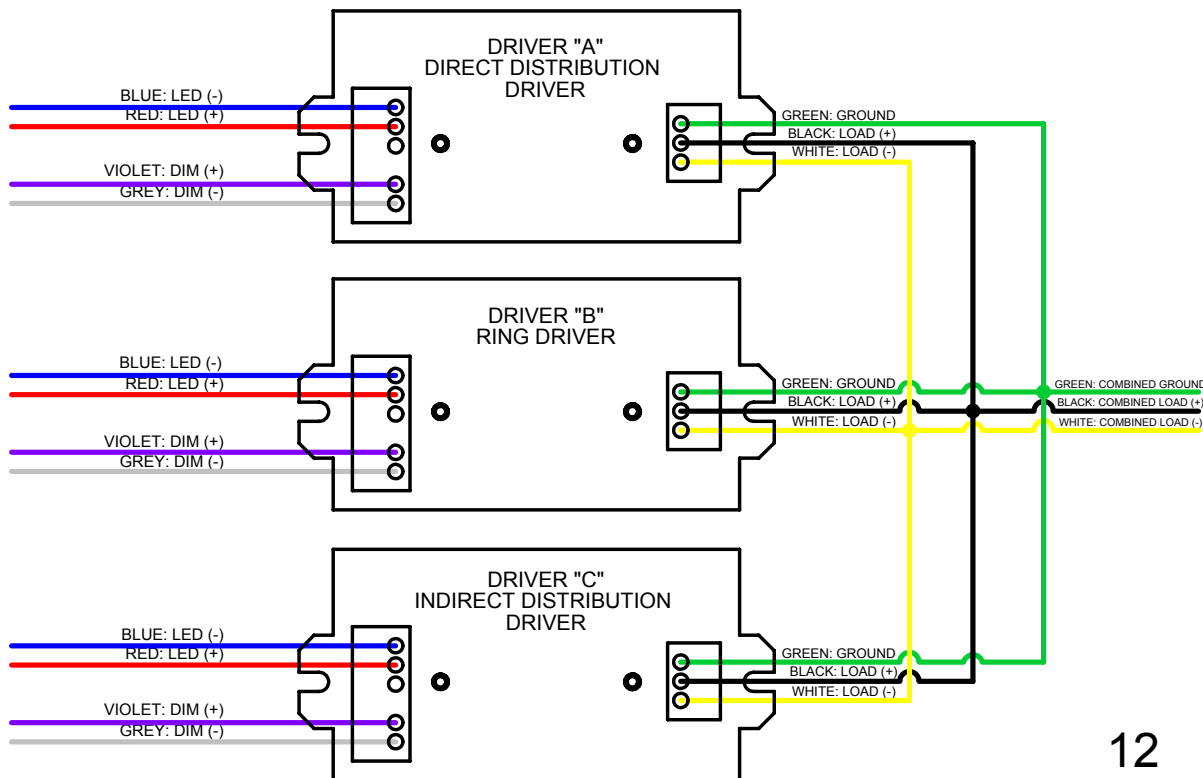 DRIVER "A"
DIRECT DISTRIBUTION
DRIVER
BLUE: LED (-)
RED: LED (+)
VIOLET: DIM (+)
GREY: DIM (-)
GREEN: GROUND
BLACK: LOAD (+)
WHITE: LOAD (-)
DRIVER "B"
RING DRIVER
BLUE: LED (-)
RED: LED (+)
VIOLET: DIM (+)
GREY: DIM (-)
GREEN: GROUND
BLACK: LOAD (+)
WHITE: LOAD (-)
GREEN: COMBINED GROUND
BLACK: COMBINED LOAD (+)
WHITE: COMBINED LOAD (-)
DRIVER "C"
INDIRECT DISTRIBUTION
DRIVER
BLUE: LED (-)
RED: LED (+)
VIOLET: DIM (+)
GREY: DIM (-)
GREEN: GROUND
BLACK: LOAD (+)
WHITE: LOAD (-)
12